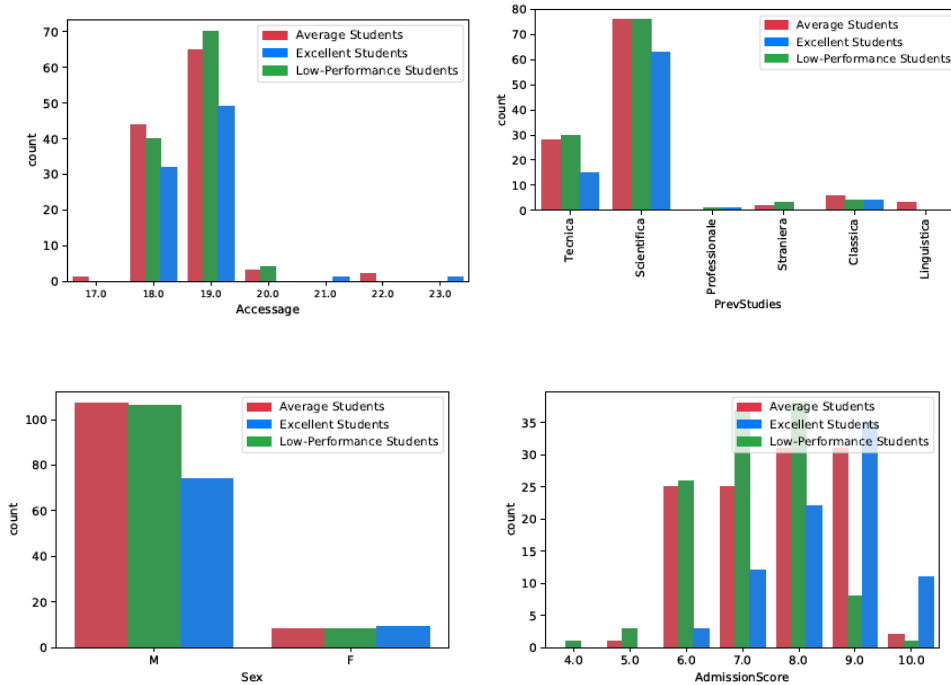 70
60
50
40
30
20
10
0
count
Average Students
Excellent Students
Low-Performance Students
17.0 18.0 19.0 20.0 21.0 22.0 23.0
Accessage
80
70
60
50
40
30
20
10
0
count
Average Students
Excellent Students
Low-Performance Students
Tecnica
Scientifica
Professionale
Straniera
Classica
Linguistica
PrevStudies
100
80
60
40
20
0
count
Average Students
Excellent Students
Low-Performance Students
M F
Sex
35
30
25
20
15
10
5
0
count
Average Students
Excellent Students
Low-Performance Students
4.0 5.0 6.0 7.0 8.0 9.0 10.0
AdmissionScore